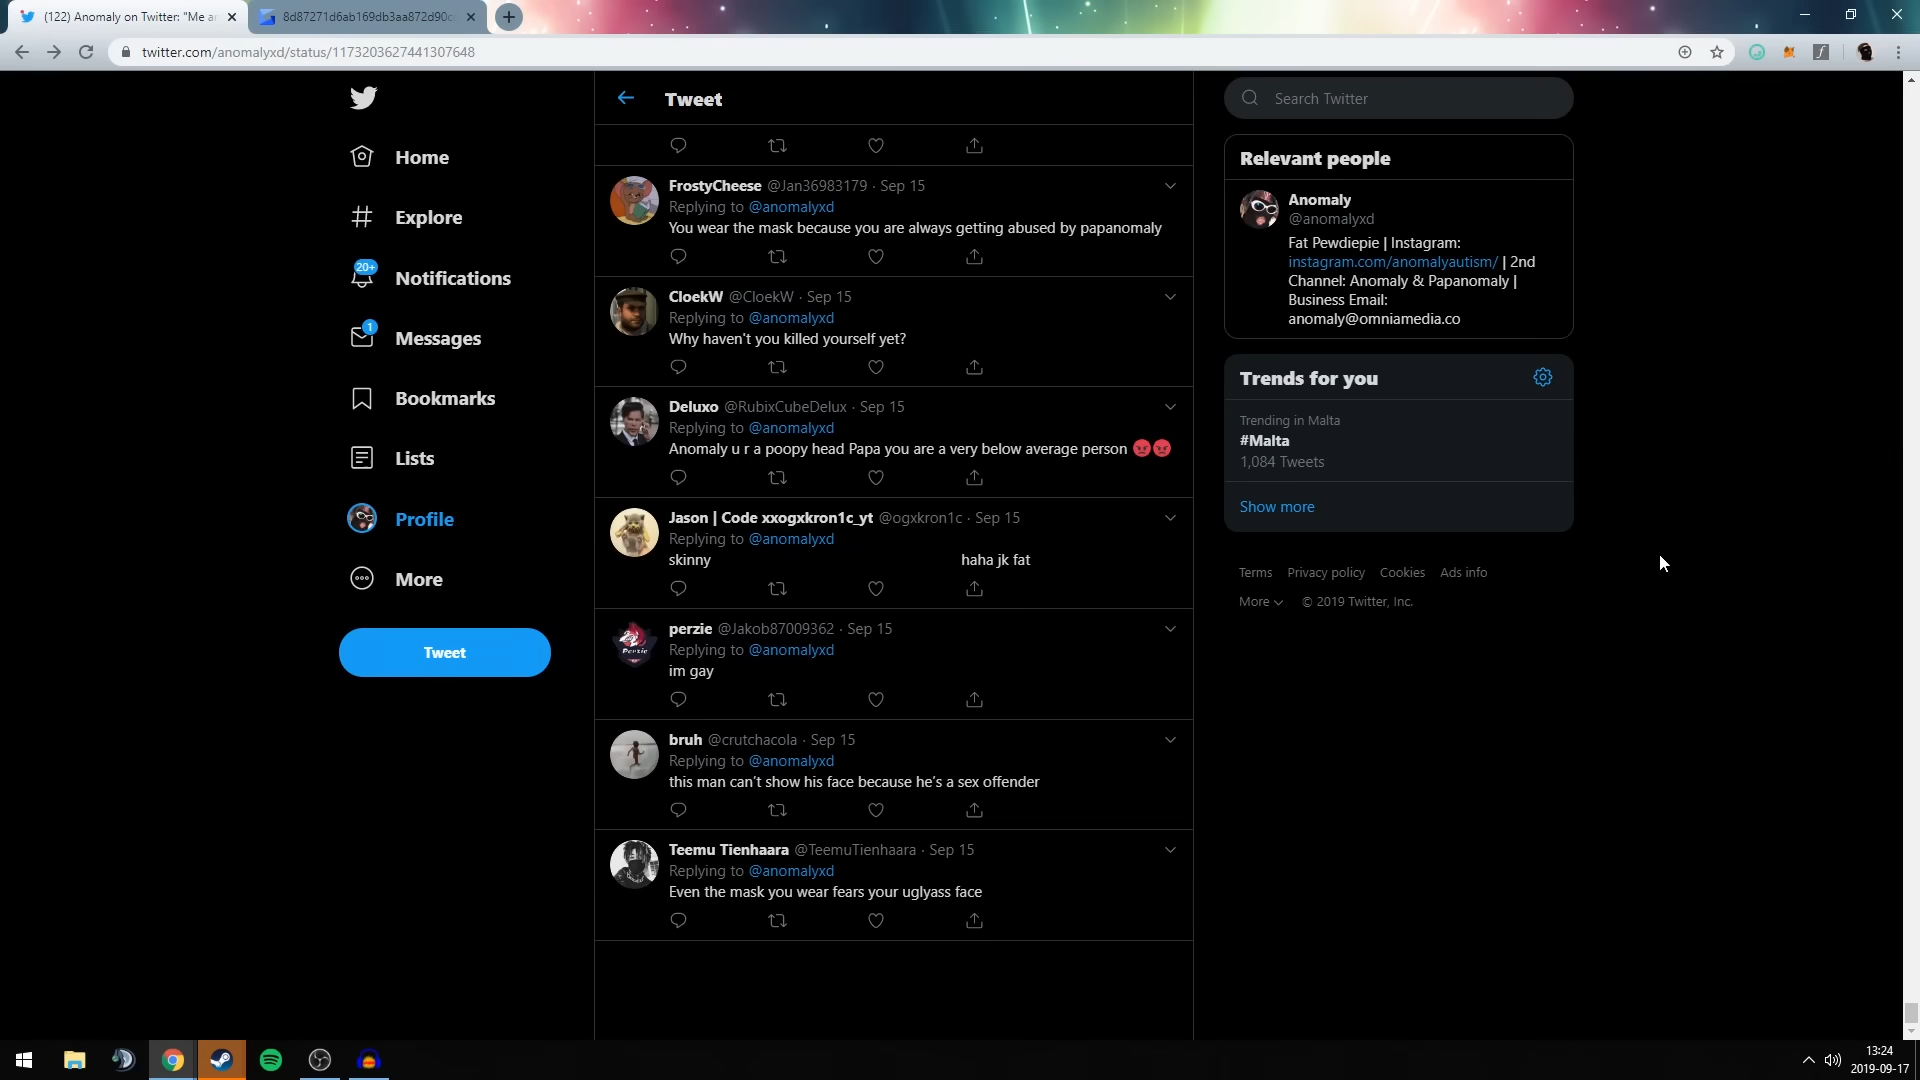 (122) Anomaly on Twitter: "Me a
8d87271d6ab169db3aa872d90c
twitter.com/anomalyxd/status/1173203627441307648
Home
Explore
20+
Notifications
1
Messages
Bookmarks
Lists
Profile
More
Tweet
Tweet
FrostyCheese @Jan36983179 · Sep 15
Replying to @anomalyxd
You wear the mask because you are always getting abused by papanomaly
CloekW @CloekW · Sep 15
Replying to @anomalyxd
Why haven't you killed yourself yet?
Deluxo @RubixCubeDelux · Sep 15
Replying to @anomalyxd
Anomaly u r a poopy head Papa you are a very below average person 😡😡
Jason | Code xxogxkron1c_yt @ogxkron1c · Sep 15
Replying to @anomalyxd
skinny haha jk fat
perzie @Jakob87009362 · Sep 15
Replying to @anomalyxd
im gay
Perzie
bruh @crutchacola · Sep 15
Replying to @anomalyxd
this man can't show his face because he's a sex offender
Teemu Tienhaara @TeemuTienhaara · Sep 15
Replying to @anomalyxd
Even the mask you wear fears your uglyass face
Search Twitter
Relevant people
Anomaly
@anomalyxd
Fat Pewdiepie | Instagram:
instagram.com/anomalyautism/ | 2nd
Channel: Anomaly & Papanomaly |
Business Email:
anomaly@omniamedia.co
Trends for you
Trending in Malta
#Malta
1,084 Tweets
Show more
Terms Privacy policy Cookies Ads info
More © 2019 Twitter, Inc.
13:24
2019-09-17